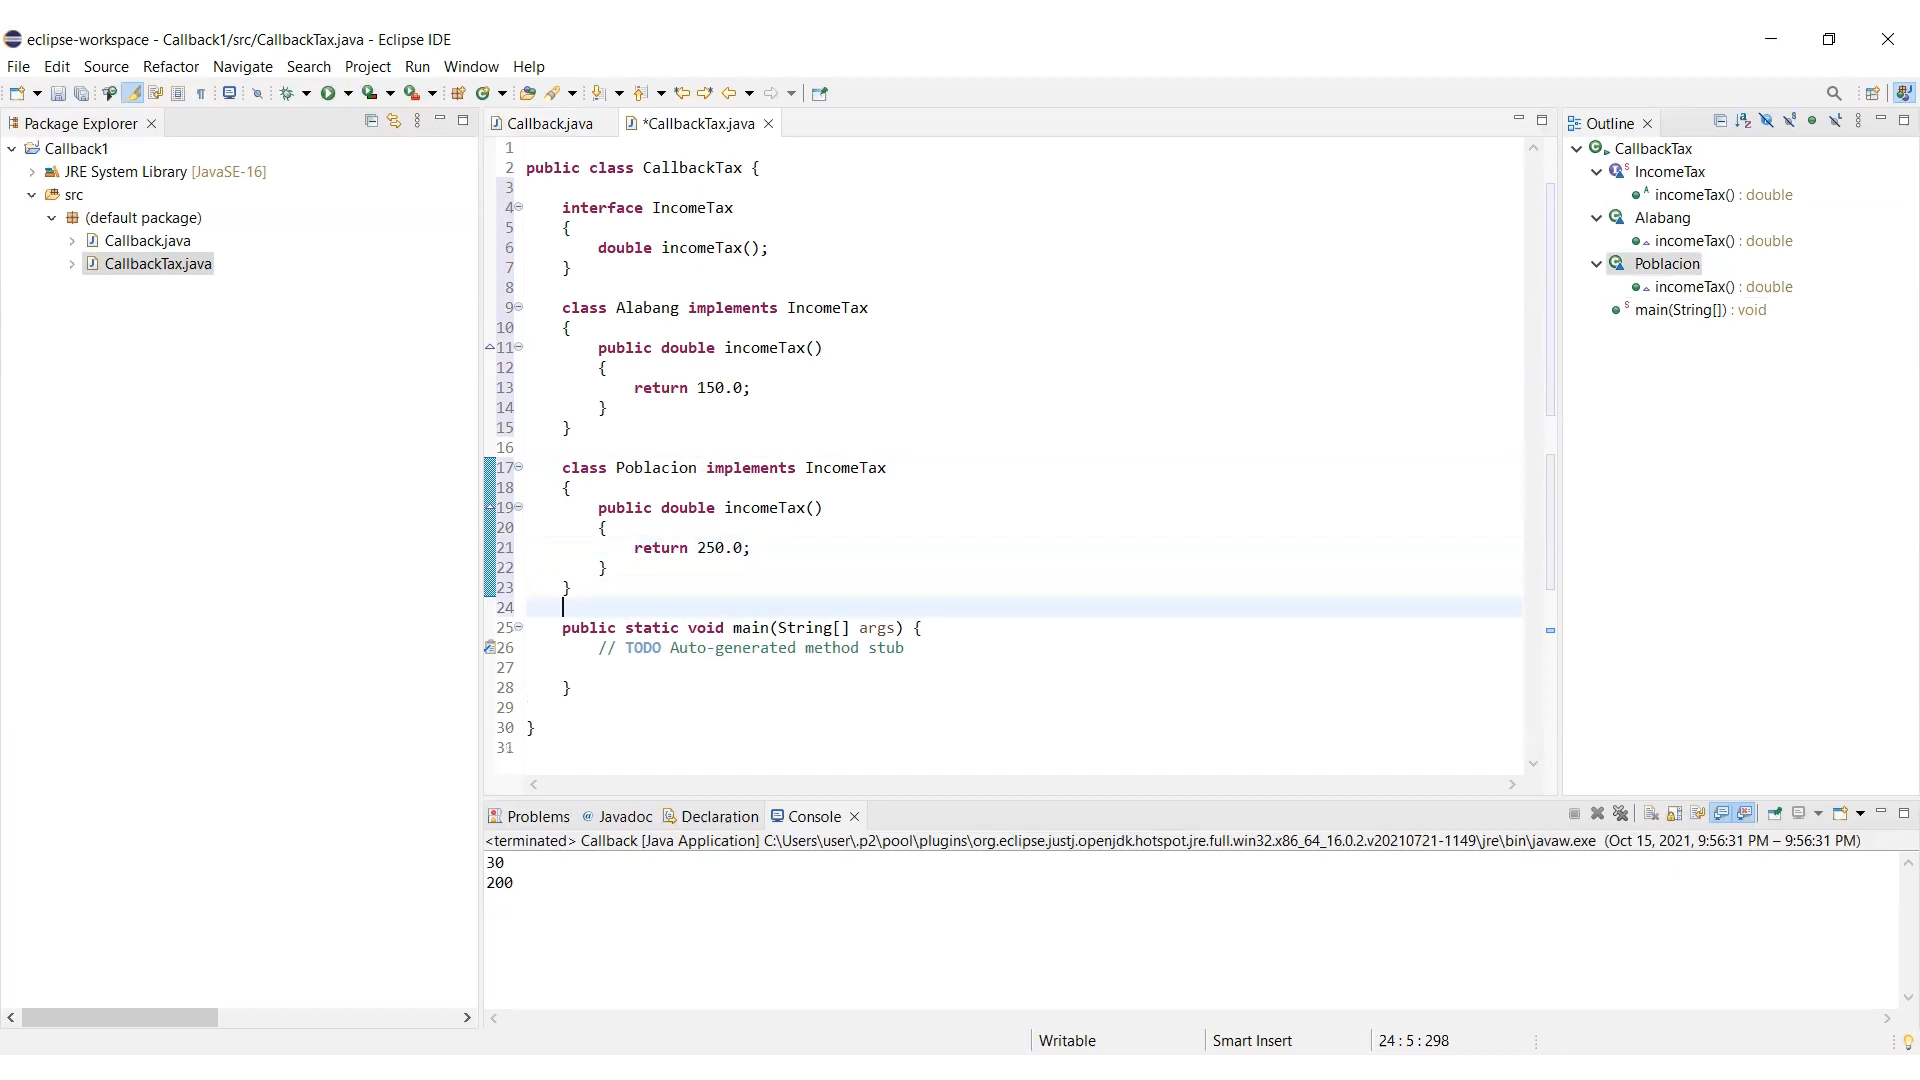 eclipse-workspace - Callback1/src/CallbackTax.java - Eclipse IDE
File Edit Source Refactor Navigate Search Project Run Window Help
Package Explorer
Callback1
JRE System Library [JavaSE-16]
src
(default package)
Callback.java
CallbackTax.java
Callback.java *CallbackTax.java
1
2 public class CallbackTax {
3
4 interface IncomeTax
5 {
6 double incomeTax();
7 }
8
9 class Alabang implements IncomeTax
10 {
11 public double incomeTax()
12 {
13 return 150.0;
14 }
15 }
16
17 class Poblacion implements IncomeTax
18 {
19 public double incomeTax()
20 {
21 return 250.0;
22 }
23 }
24
25 public static void main(String[] args) {
26 // TODO Auto-generated method stub
27
28 }
29
30 }
31
Outline
CallbackTax
IncomeTax
incomeTax() : double
Alabang
incomeTax() : double
Poblacion
incomeTax() : double
main(String[]) : void
Problems Javadoc Declaration Console
<terminated> Callback [Java Application] C:\Users\user\.p2\pool\plugins\org.eclipse.justj.openjdk.hotspot.jre.full.win32.x86_64_16.0.2.v20210721-1149\jre\bin\javaw.exe (Oct 15, 2021, 9:56:31 PM – 9:56:31 PM)
30
200
Writable Smart Insert 24 : 5 : 298